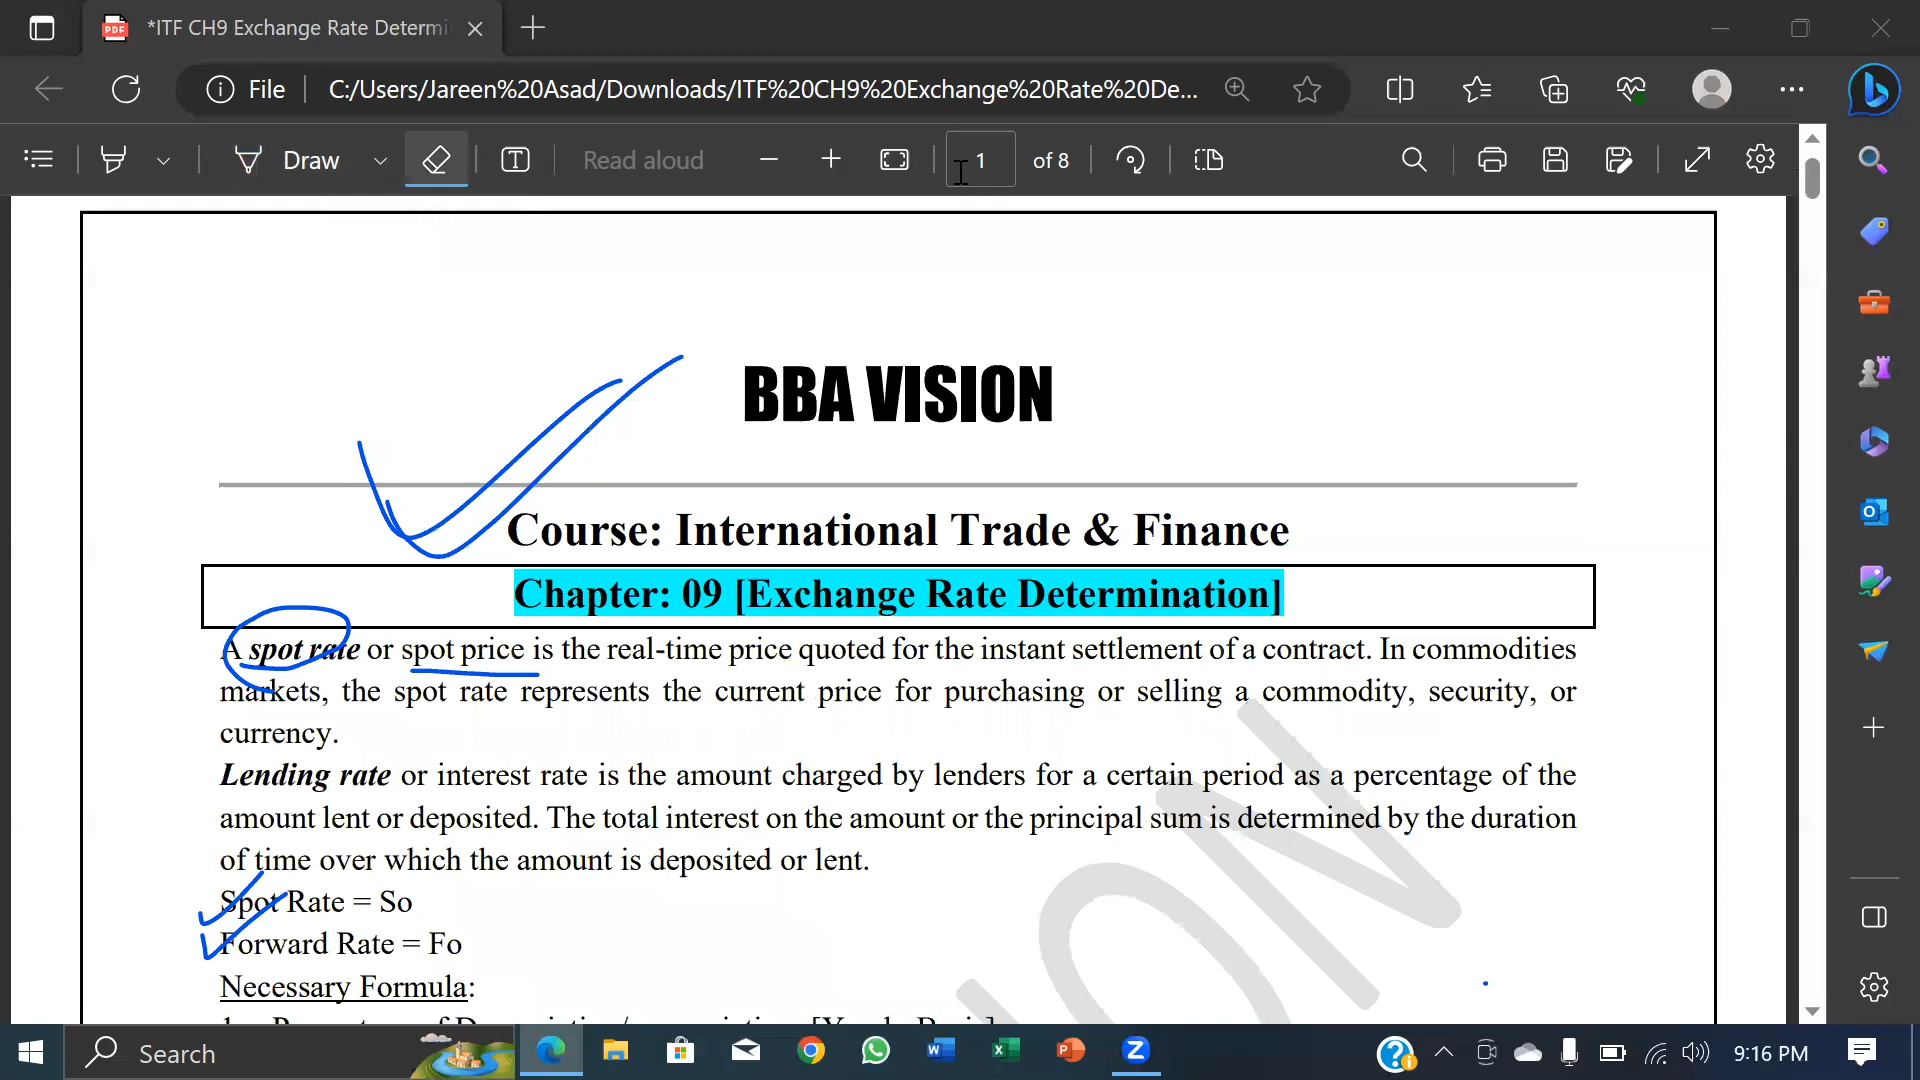 *ITF CH9 Exchange Rate Determi
File
C:/Users/Jareen%20Asad/Downloads/ITF%20CH9%20Exchange%20Rate%20De...
Draw
Read aloud
1 of 8
BBA VISION
Course: International Trade & Finance
Chapter: 09 [Exchange Rate Determination]
A spot rate or spot price is the real-time price quoted for the instant settlement of a contract. In commodities
markets, the spot rate represents the current price for purchasing or selling a commodity, security, or
currency.
Lending rate or interest rate is the amount charged by lenders for a certain period as a percentage of the
amount lent or deposited. The total interest on the amount or the principal sum is determined by the duration
of time over which the amount is deposited or lent.
Spot Rate = So
Forward Rate = Fo
Necessary Formula:
Search
9:16 PM